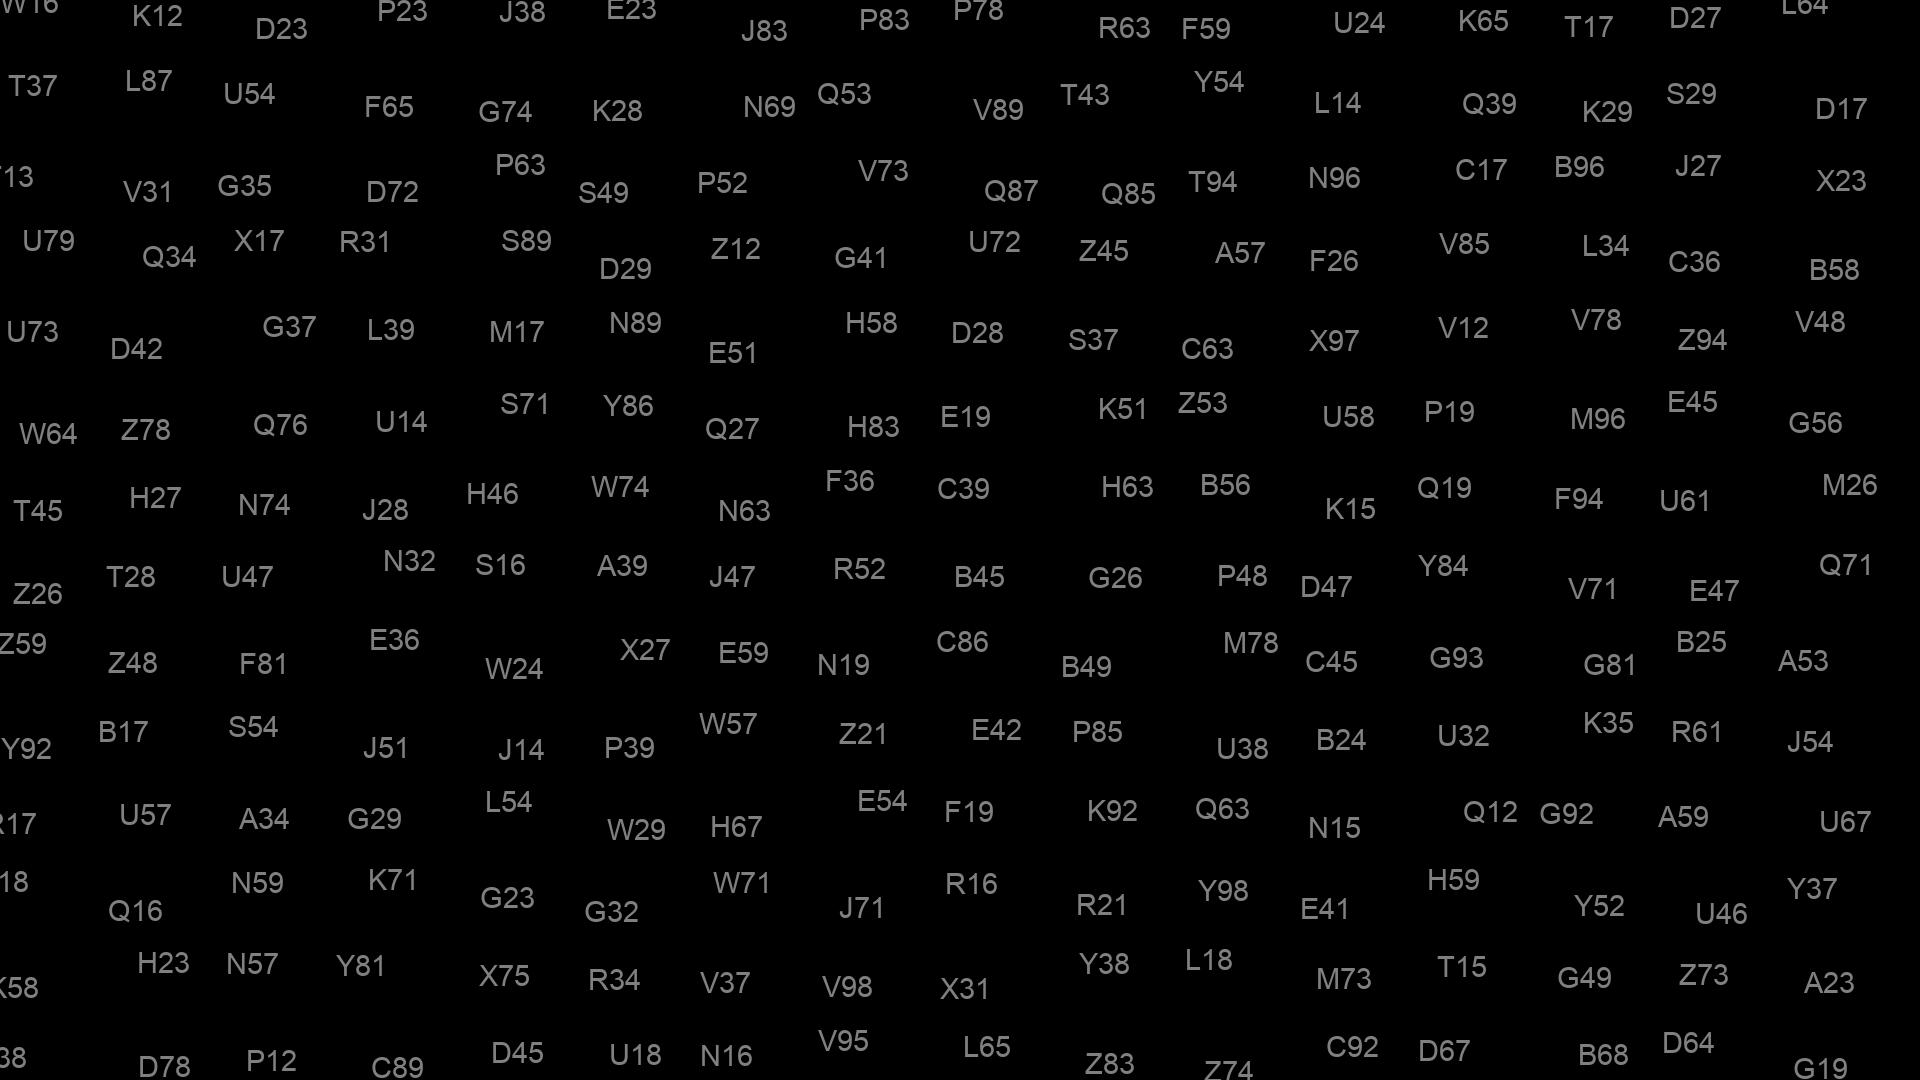 W16 K12 D23 P23 J38 E23 J83 P83 P78 R63 F59 U24 K65 T17 D27 L64
T37 L87 U54 F65 G74 K28 N69 Q53 V89 T43 Y54 L14 Q39 K29 S29 D17
13 V31 G35 D72 P63 S49 P52 V73 Q87 Q85 T94 N96 C17 B96 J27 X23
U79 Q34 X17 R31 S89 D29 Z12 G41 U72 Z45 A57 F26 V85 L34 C36 B58
U73 D42 G37 L39 M17 N89 E51 H58 D28 S37 C63 X97 V12 V78 Z94 V48
W64 Z78 Q76 U14 S71 Y86 Q27 H83 E19 K51 Z53 U58 P19 M96 E45 G56
T45 H27 N74 J28 H46 W74 N63 F36 C39 H63 B56 K15 Q19 F94 U61 M26
Z26 T28 U47 N32 S16 A39 J47 R52 B45 G26 P48 D47 Y84 V71 E47 Q71
Z59 Z48 F81 E36 W24 X27 E59 N19 C86 B49 M78 C45 G93 G81 B25 A53
Y92 B17 S54 J51 J14 P39 W57 Z21 E42 P85 U38 B24 U32 K35 R61 J54
R17 U57 A34 G29 L54 W29 H67 E54 F19 K92 Q63 N15 Q12 G92 A59 U67
18 Q16 N59 K71 G23 G32 W71 J71 R16 R21 Y98 E41 H59 Y52 U46 Y37
K58 H23 N57 Y81 X75 R34 V37 V98 X31 Y38 L18 M73 T15 G49 Z73 A23
38 D78 P12 C89 D45 U18 N16 V95 L65 Z83 Z74 C92 D67 B68 D64 G19